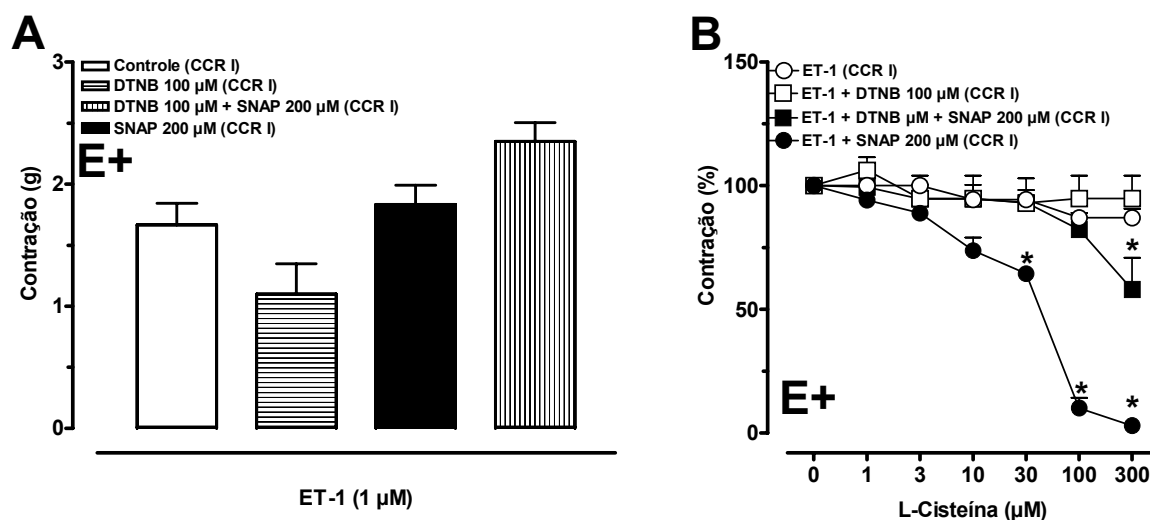 A
3
2
1
0
Contração (g)
Controle (CCR I)
DTNB 100 µM (CCR I)
DTNB 100 µM + SNAP 200 µM (CCR I)
SNAP 200 µM (CCR I)
E+
ET-1 (1 µM)
B
150
100
50
0
Contração (%)
ET-1 (CCR I)
ET-1 + DTNB 100 µM (CCR I)
ET-1 + DTNB µM + SNAP 200 µM (CCR I)
ET-1 + SNAP 200 µM (CCR I)
*
*
*
*
E+
0 1 3 10 30 100 300
L-Cisteína (µM)